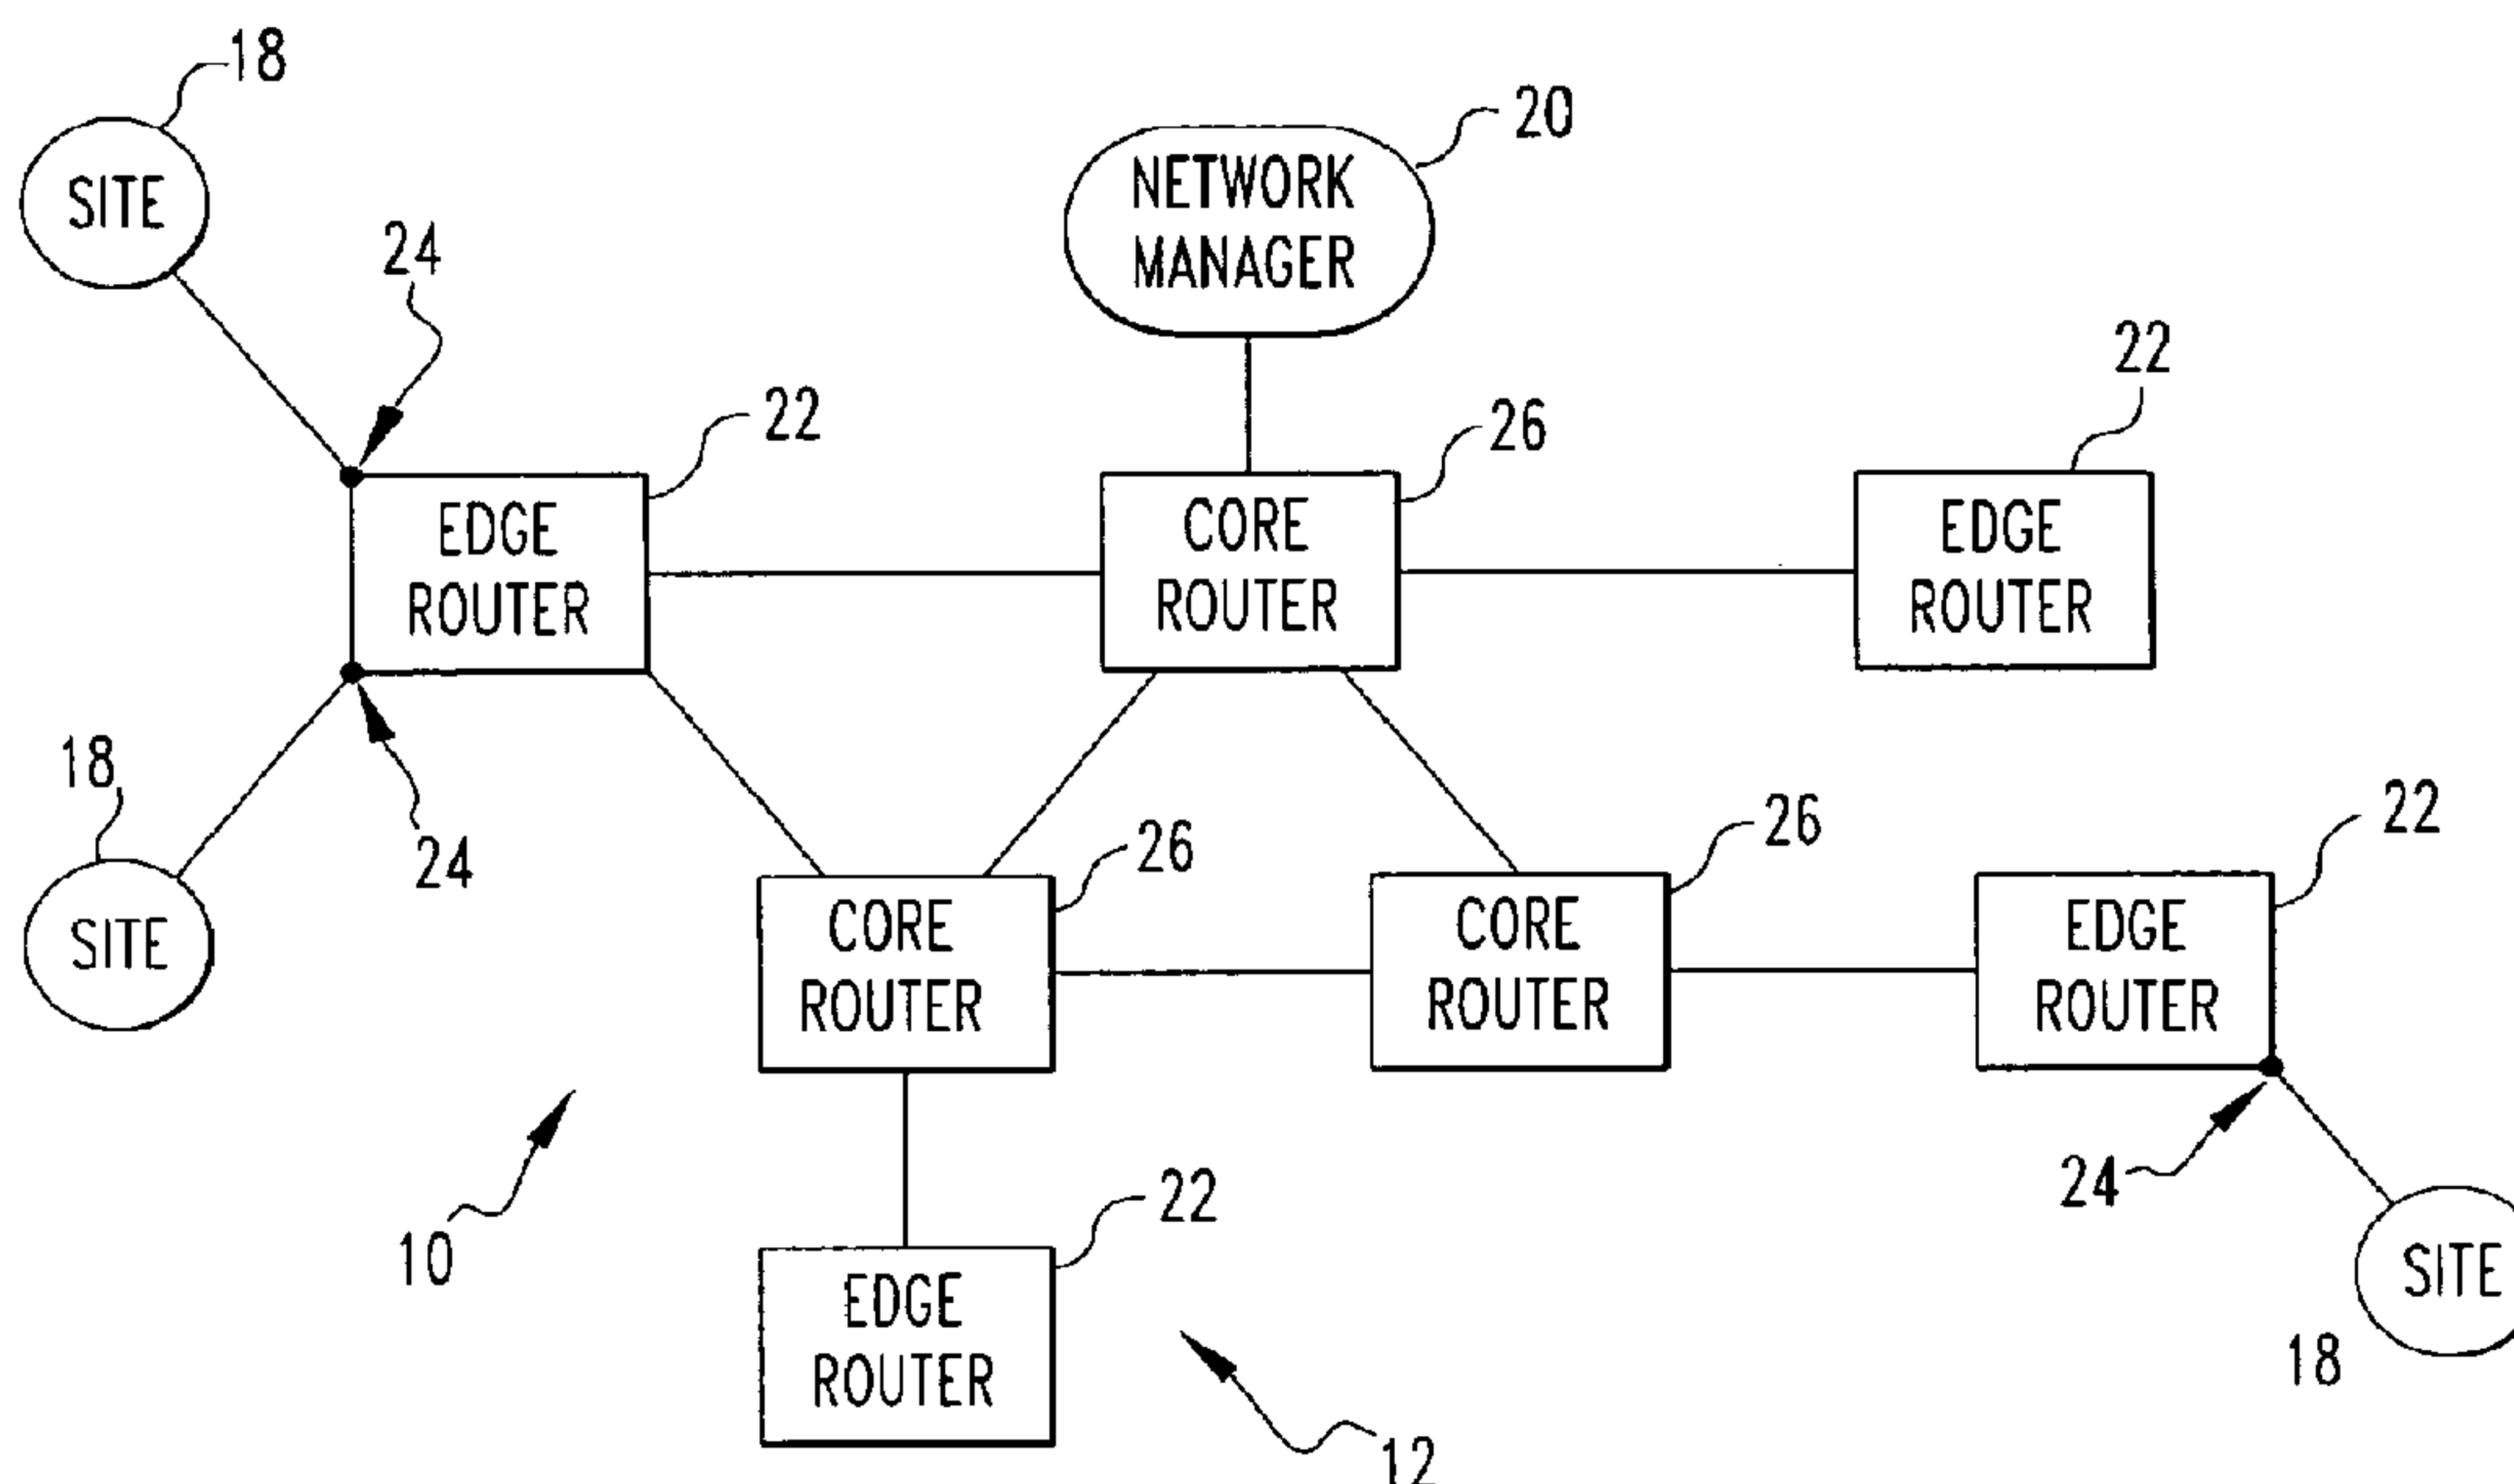 18
SITE
24
NETWORK
MANAGER
20
22
EDGE
ROUTER
26
CORE
ROUTER
22
EDGE
ROUTER
18
SITE
24
26
CORE
ROUTER
26
CORE
ROUTER
22
EDGE
ROUTER
24
SITE
18
10
22
EDGE
ROUTER
12